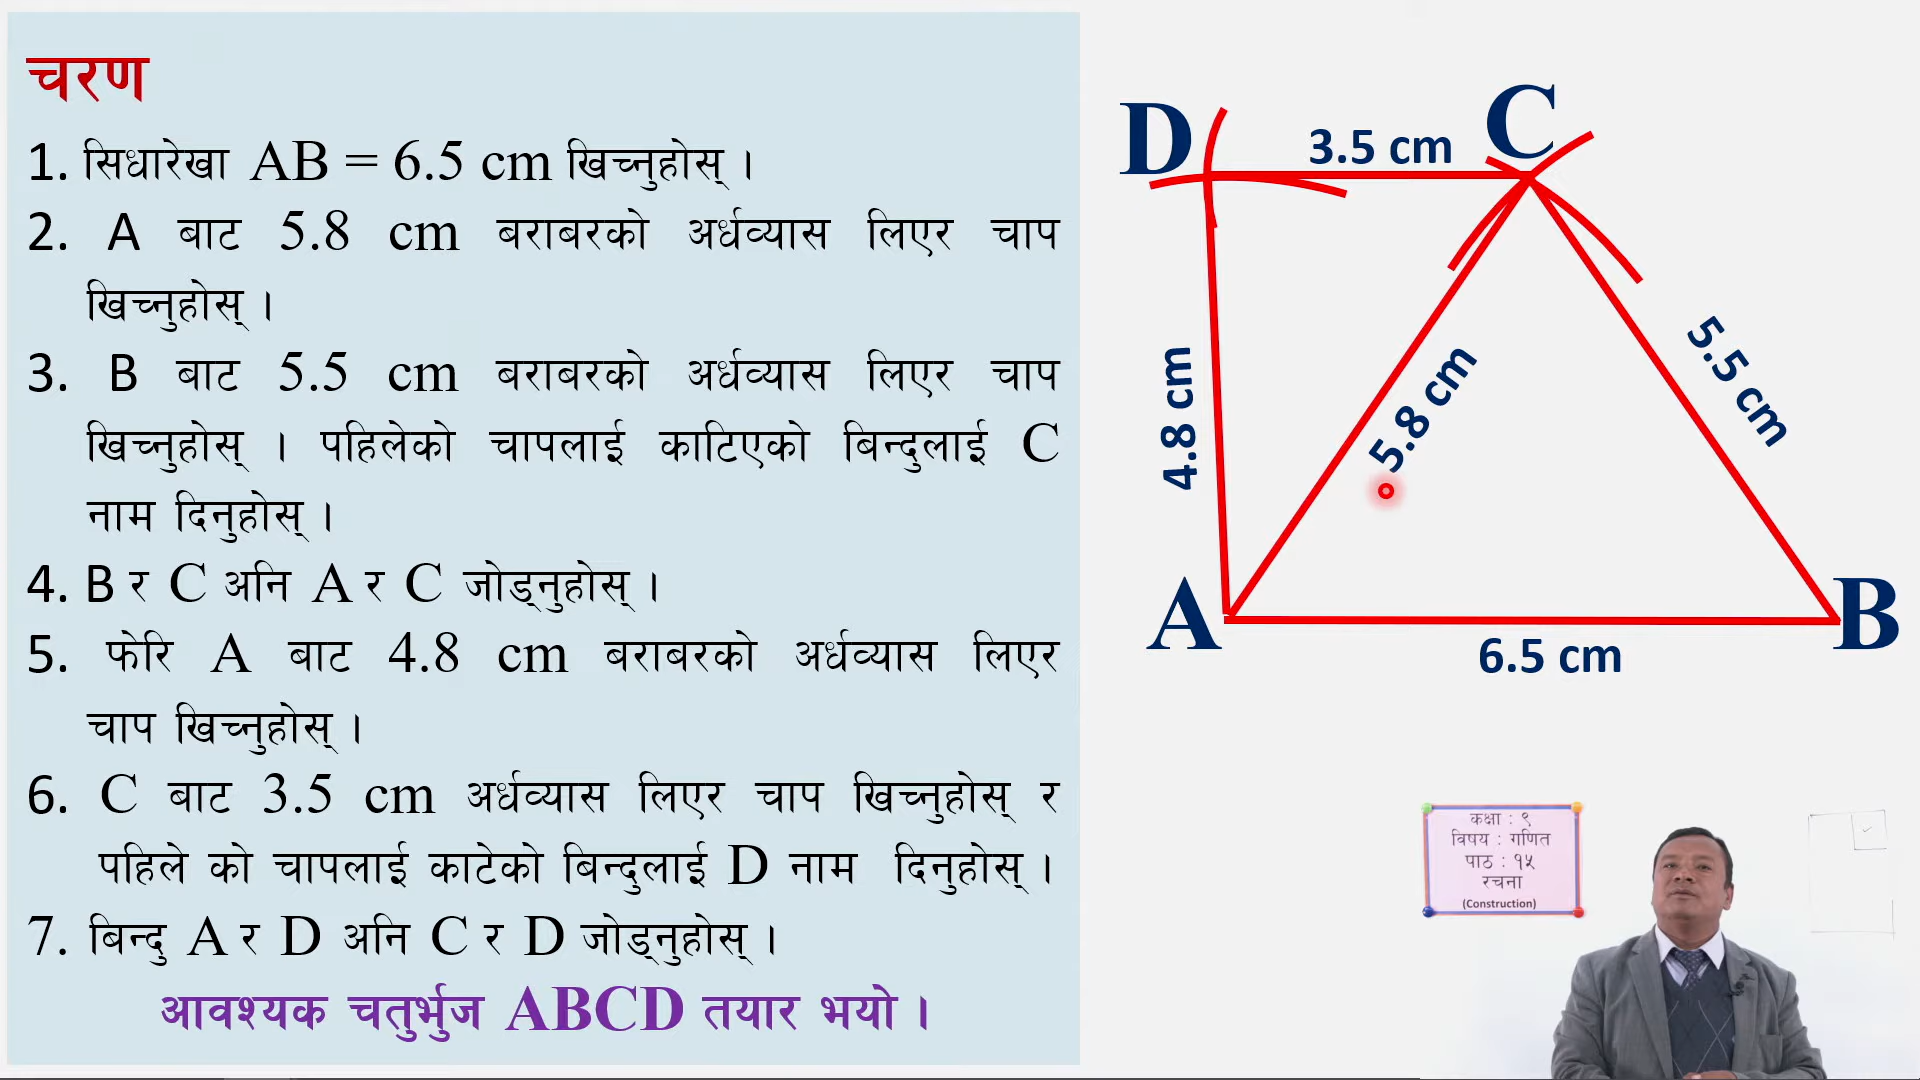 चरण
1. सिधारेखा AB = 6.5 cm खिच्नुहोस् ।
2. A बाट 5.8 cm बराबरको अर्धव्यास लिएर चाप
खिच्नुहोस् ।
3. B बाट 5.5 cm बराबरको अर्धव्यास लिएर चाप
खिच्नुहोस् । पहिलेको चापलाई काटिएको बिन्दुलाई C
नाम दिनुहोस् ।
4. B र C अनि A र C जोड्नुहोस् ।
5. फेरि A बाट 4.8 cm बराबरको अर्धव्यास लिएर
चाप खिच्नुहोस् ।
6. C बाट 3.5 cm अर्धव्यास लिएर चाप खिच्नुहोस् र
पहिले को चापलाई काटेको बिन्दुलाई D नाम दिनुहोस् ।
7. बिन्दु A र D अनि C र D जोड्नुहोस् ।
आवश्यक चतुर्भुज ABCD तयार भयो ।
D
3.5 cm
C
4.8 cm
5.8 cm
5.5 cm
A
B
6.5 cm
कक्षा : ९
विषय : गणित
पाठ : १५
रचना
(Construction)